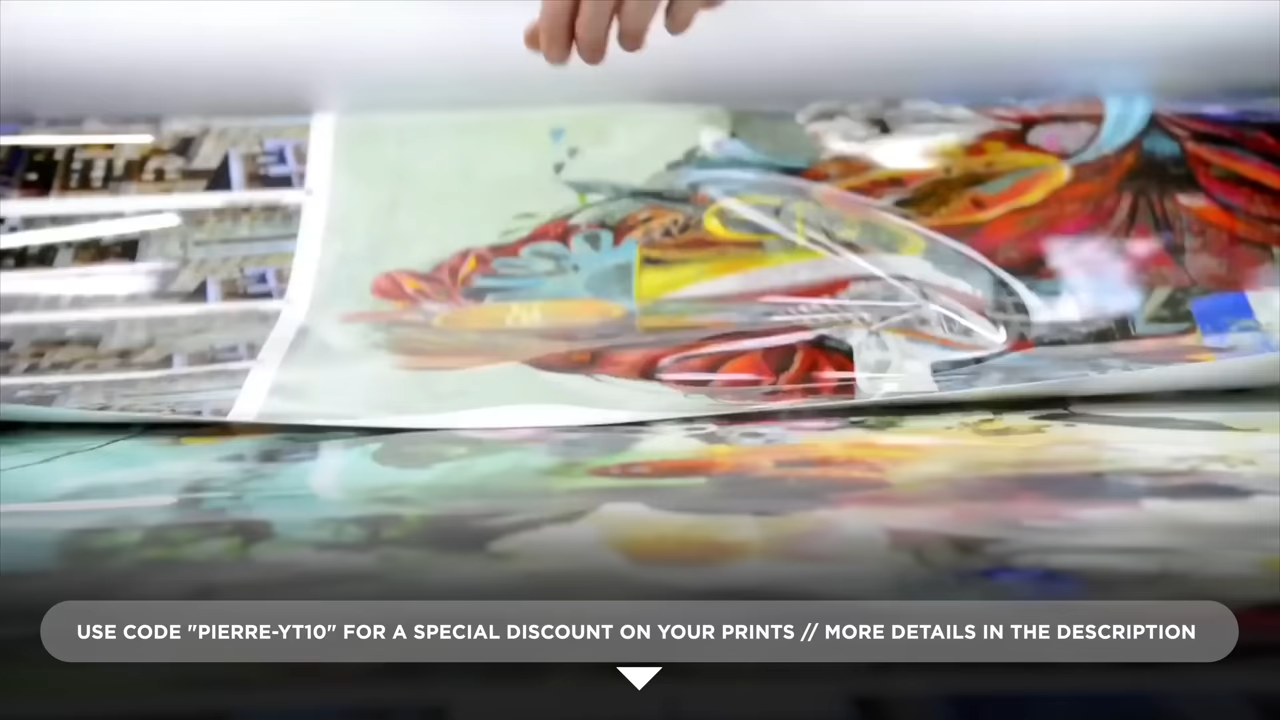 USE CODE "PIERRE-YT10" FOR A SPECIAL DISCOUNT ON YOUR PRINTS // MORE DETAILS IN THE DESCRIPTION